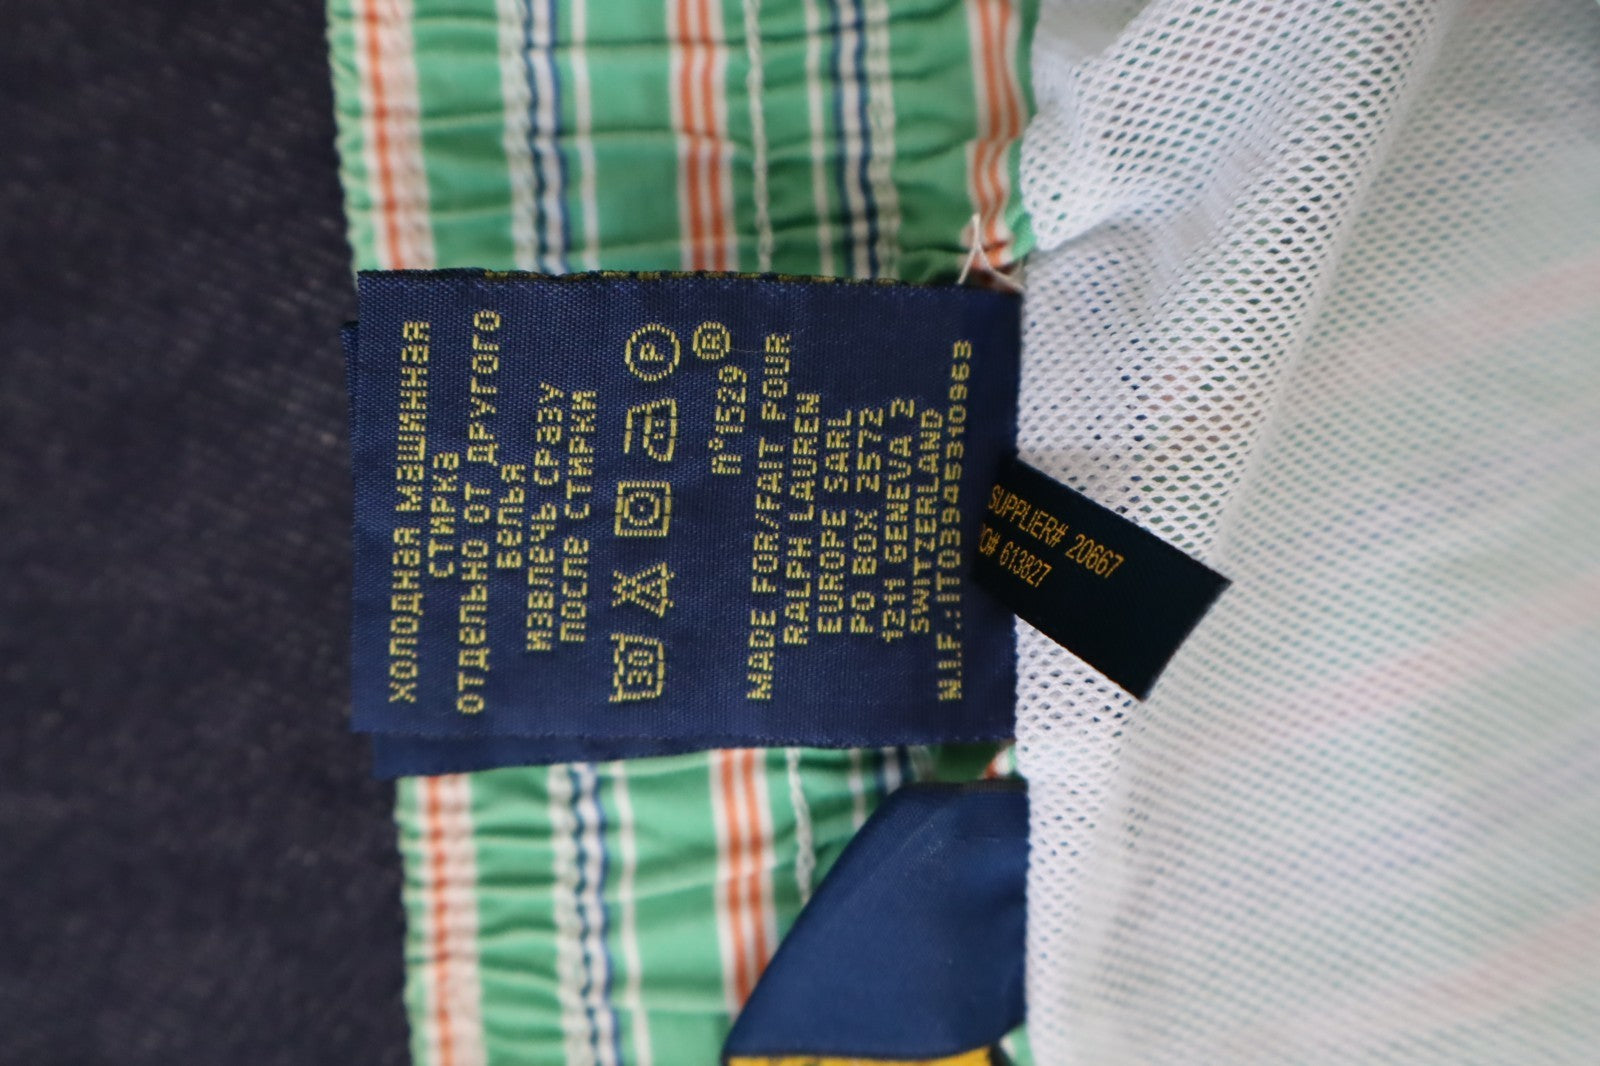 ХОЛОДНАЯ МАШИННАЯ
СТИРКА
ОТДЕЛЬНО ОТ ДРУГОГО
БЕЛЬЯ
ИЗВЛЕЧЬ СРАЗУ
ПОСЛЕ СТИРКИ
30 P
®
n°1529
MADE FOR/FAIT POUR
RALPH LAUREN
EUROPE SARL
PO BOX 2572
1211 GENEVA 2
SWITZERLAND
N.I.F.:IT03945310963
SUPPLIER# 20667
PO# 613827